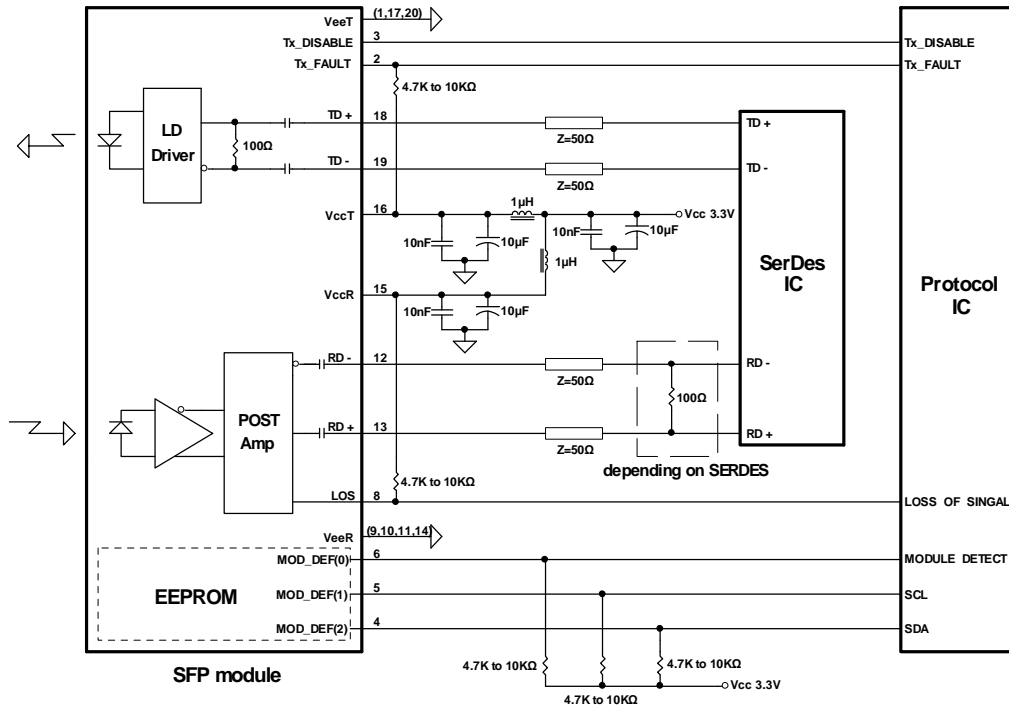 VeeT (1,17,20)
Tx_DISABLE 3 Tx_DISABLE
Tx_FAULT 2 Tx_FAULT
4.7K to 10KΩ
LD Driver
100Ω
TD + 18 TD +
Z=50Ω
TD - 19 TD -
Z=50Ω
1µH
VccT 16 Vcc 3.3V
10nF 10µF 10nF 10µF
1µH
SerDes IC
Protocol IC
VccR 15
10nF 10µF
RD - 12 RD -
Z=50Ω
100Ω
POST Amp
RD + 13 RD +
Z=50Ω
depending on SERDES
4.7K to 10KΩ
LOS 8 LOSS OF SINGAL
VeeR (9,10,11,14)
MOD_DEF(0) 6 MODULE DETECT
EEPROM
MOD_DEF(1) 5 SCL
MOD_DEF(2) 4 SDA
4.7K to 10KΩ 4.7K to 10KΩ
SFP module
Vcc 3.3V
4.7K to 10KΩ